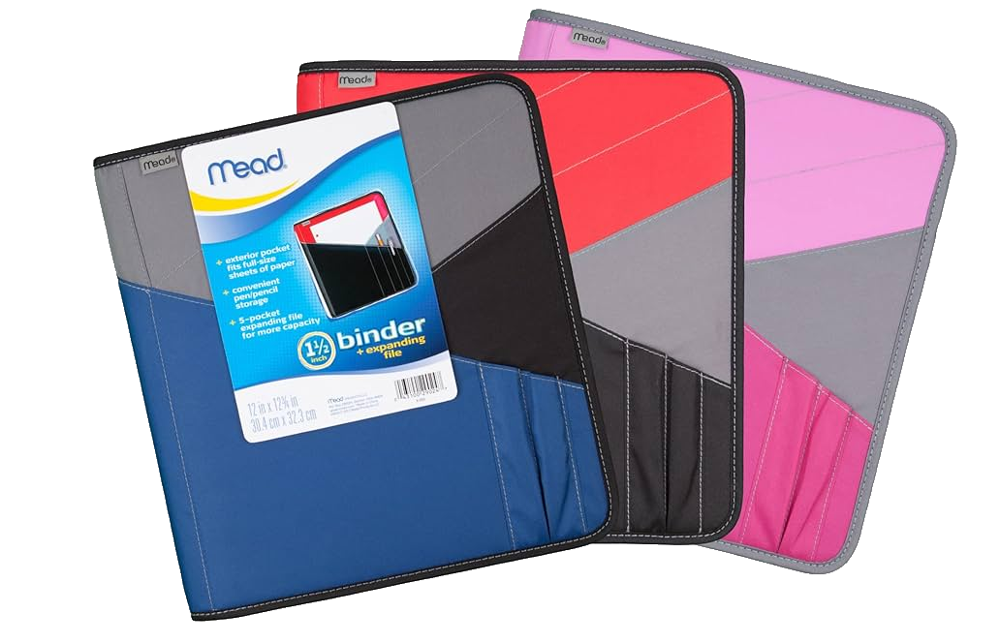 mead®
mead®
mead®
mead®
+ exterior pocket
fits full-size
sheets of paper
+ convenient
pen/pencil
storage
+ 5-pocket
expanding file
for more capacity
1½
inch
binder
+ expanding
file
12 in x 12¾ in
30.4 cm x 32.3 cm
mead